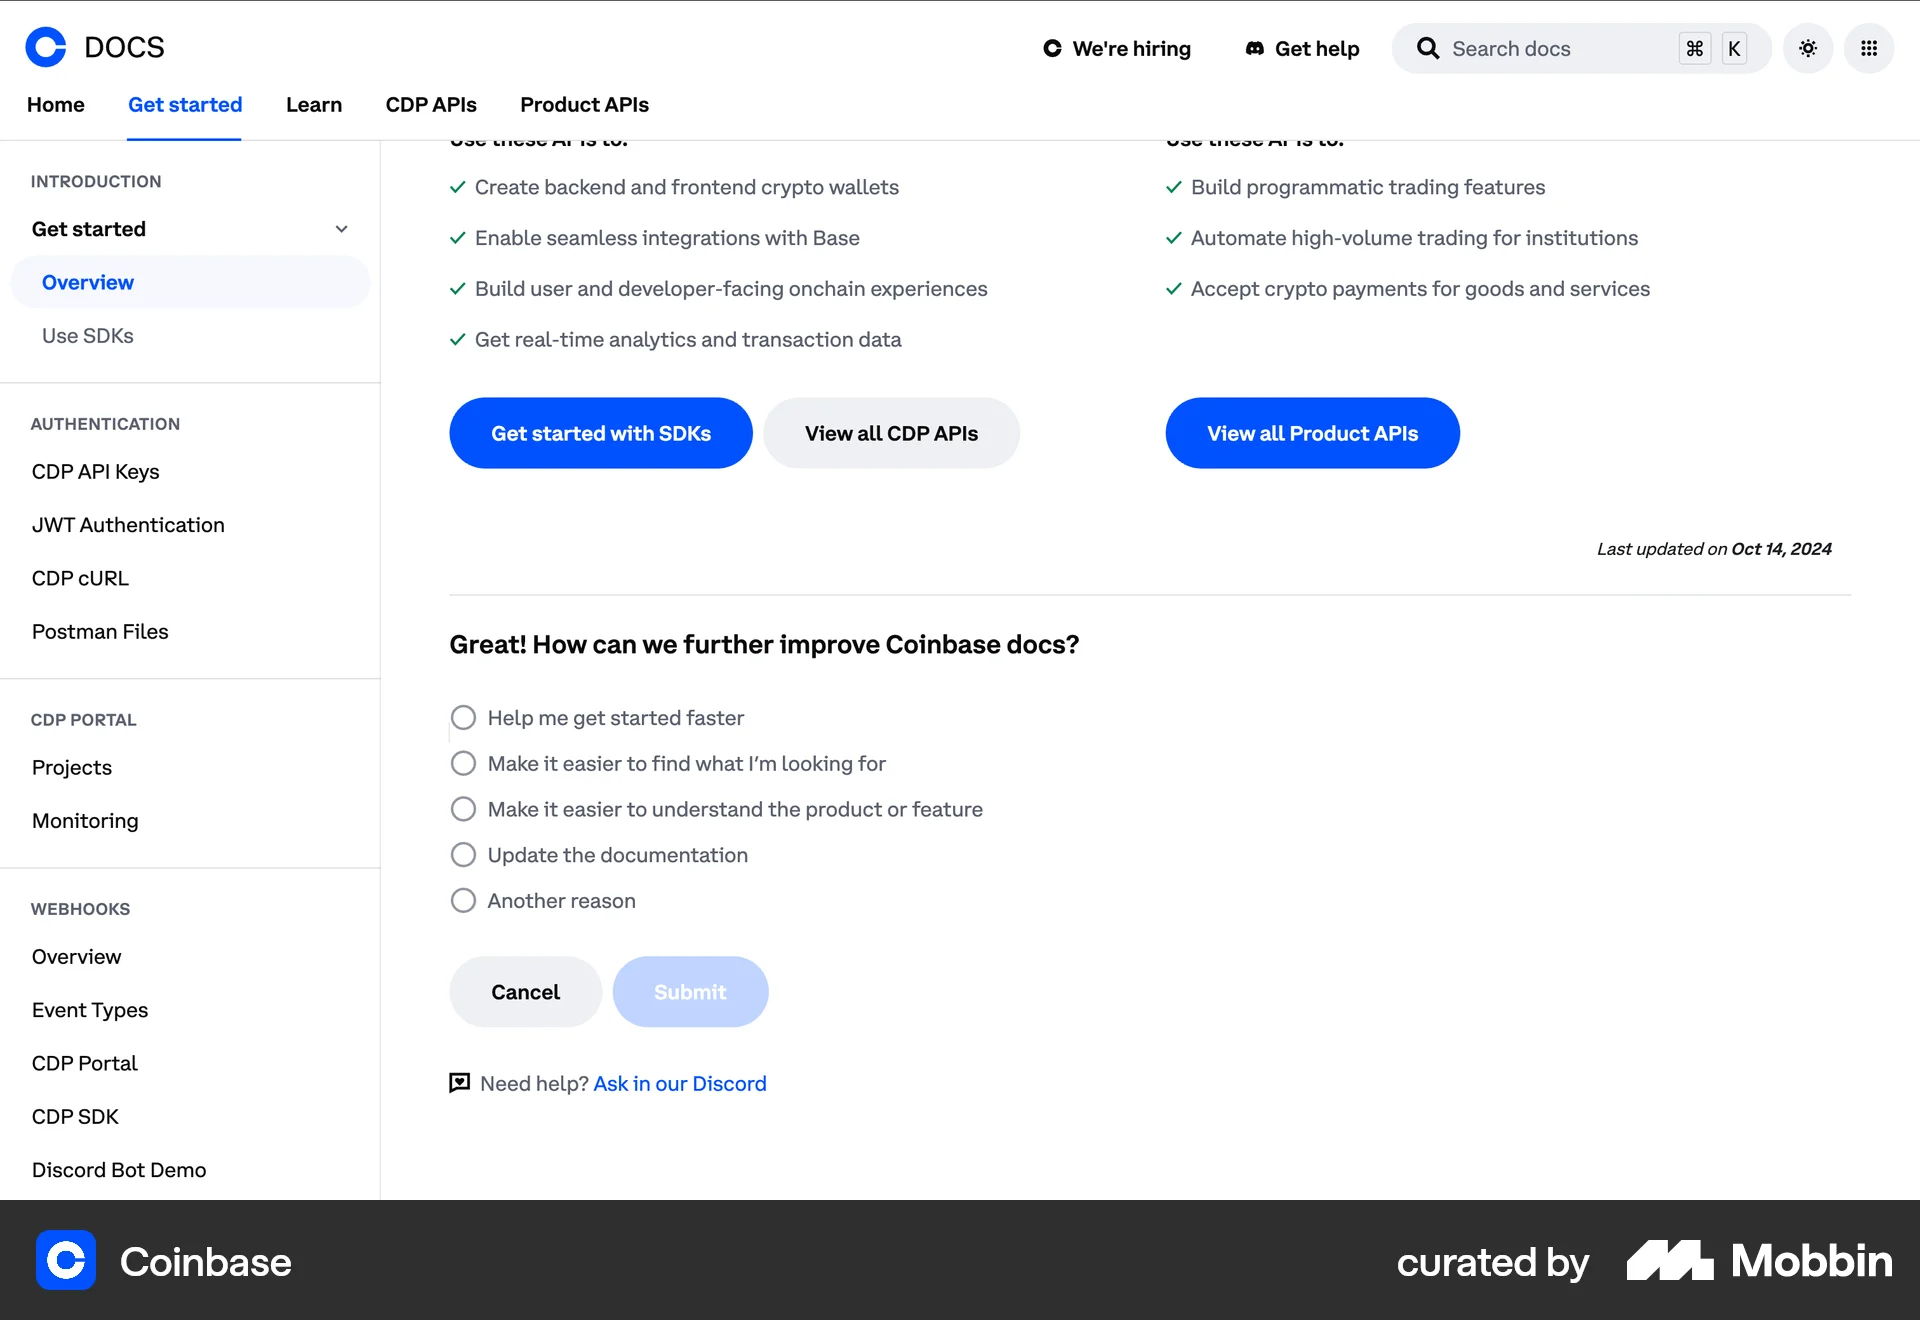 DOCS
We're hiring
Get help
Search docs
⌘ K
Home
Get started
Learn
CDP APIs
Product APIs
INTRODUCTION
Get started
Overview
Use SDKs
AUTHENTICATION
CDP API Keys
JWT Authentication
CDP cURL
Postman Files
CDP PORTAL
Projects
Monitoring
WEBHOOKS
Overview
Event Types
CDP Portal
CDP SDK
Discord Bot Demo
Use these APIs to:
Create backend and frontend crypto wallets
Enable seamless integrations with Base
Build user and developer-facing onchain experiences
Get real-time analytics and transaction data
Get started with SDKs
View all CDP APIs
Use these APIs to:
Build programmatic trading features
Automate high-volume trading for institutions
Accept crypto payments for goods and services
View all Product APIs
Last updated on Oct 14, 2024
Great! How can we further improve Coinbase docs?
Help me get started faster
Make it easier to find what I’m looking for
Make it easier to understand the product or feature
Update the documentation
Another reason
Cancel
Submit
Need help? Ask in our Discord
Coinbase
curated by Mobbin